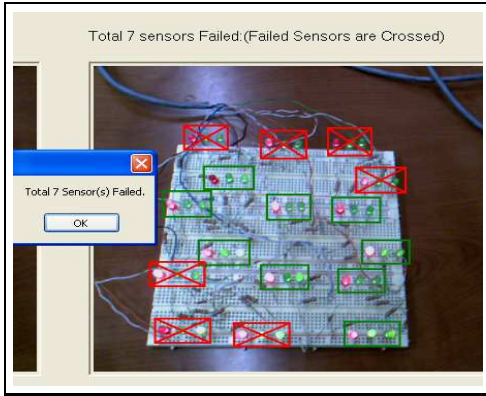 Total 7 sensors Failed:(Failed Sensors are Crossed)
Total 7 Sensor(s) Failed.
OK